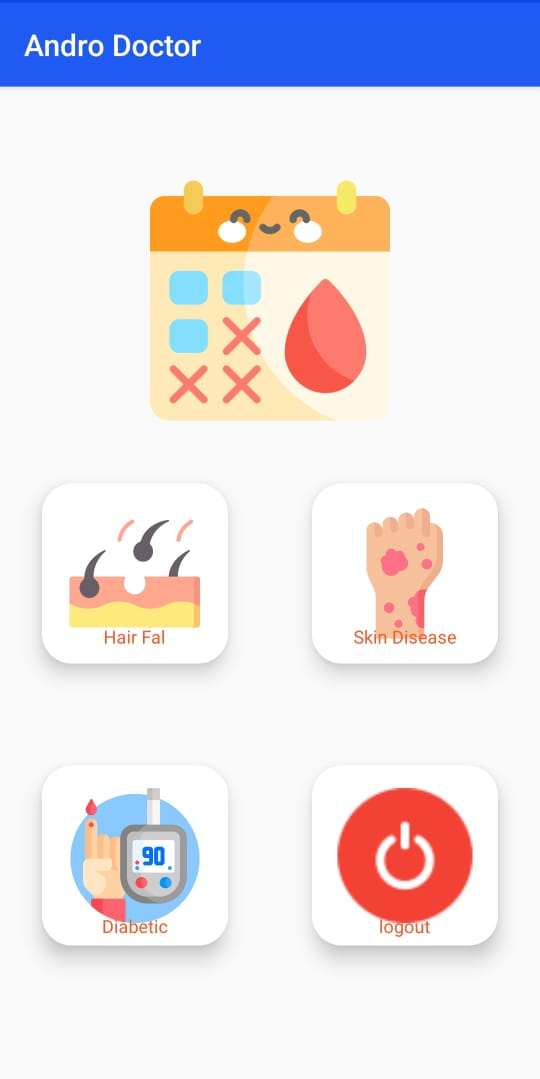 Andro Doctor
Hair Fal
Skin Disease
90
Diabetic
logout